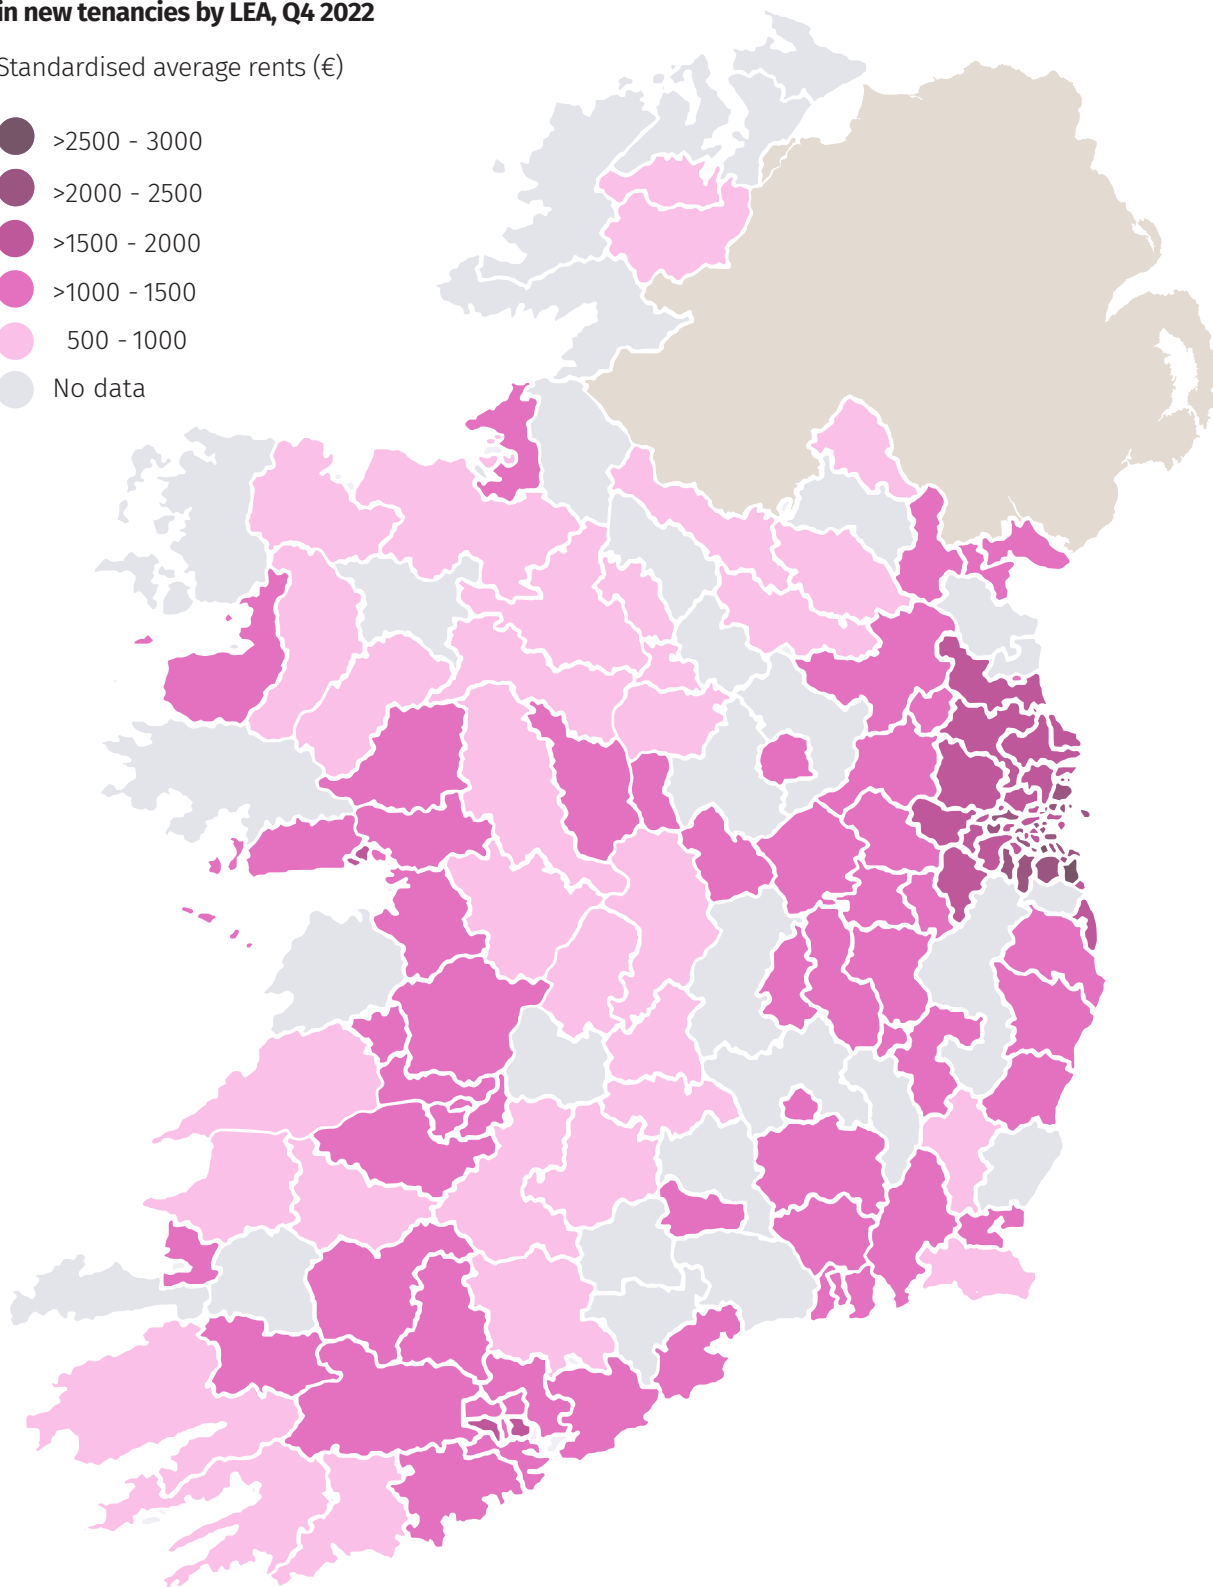 in new tenancies by LEA, Q4 2022
Standardised average rents (€)
>2500 - 3000
>2000 - 2500
>1500 - 2000
>1000 - 1500
500 - 1000
No data